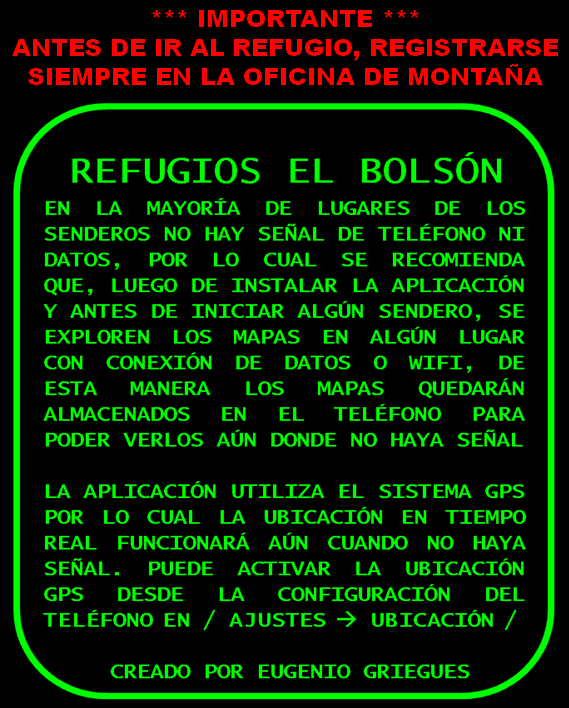 *** IMPORTANTE ***
ANTES DE IR AL REFUGIO, REGISTRARSE
SIEMPRE EN LA OFICINA DE MONTAÑA
REFUGIOS EL BOLSÓN
EN LA MAYORÍA DE LUGARES DE LOS
SENDEROS NO HAY SEÑAL DE TELÉFONO NI
DATOS, POR LO CUAL SE RECOMIENDA
QUE, LUEGO DE INSTALAR LA APLICACIÓN
Y ANTES DE INICIAR ALGÚN SENDERO, SE
EXPLOREN LOS MAPAS EN ALGÚN LUGAR
CON CONEXIÓN DE DATOS O WIFI, DE
ESTA MANERA LOS MAPAS QUEDARÁN
ALMACENADOS EN EL TELÉFONO PARA
PODER VERLOS AÚN DONDE NO HAYA SEÑAL
LA APLICACIÓN UTILIZA EL SISTEMA GPS
POR LO CUAL LA UBICACIÓN EN TIEMPO
REAL FUNCIONARÁ AÚN CUANDO NO HAYA
SEÑAL. PUEDE ACTIVAR LA UBICACIÓN
GPS DESDE LA CONFIGURACIÓN DEL
TELÉFONO EN / AJUSTES → UBICACIÓN /
CREADO POR EUGENIO GRIEGUES